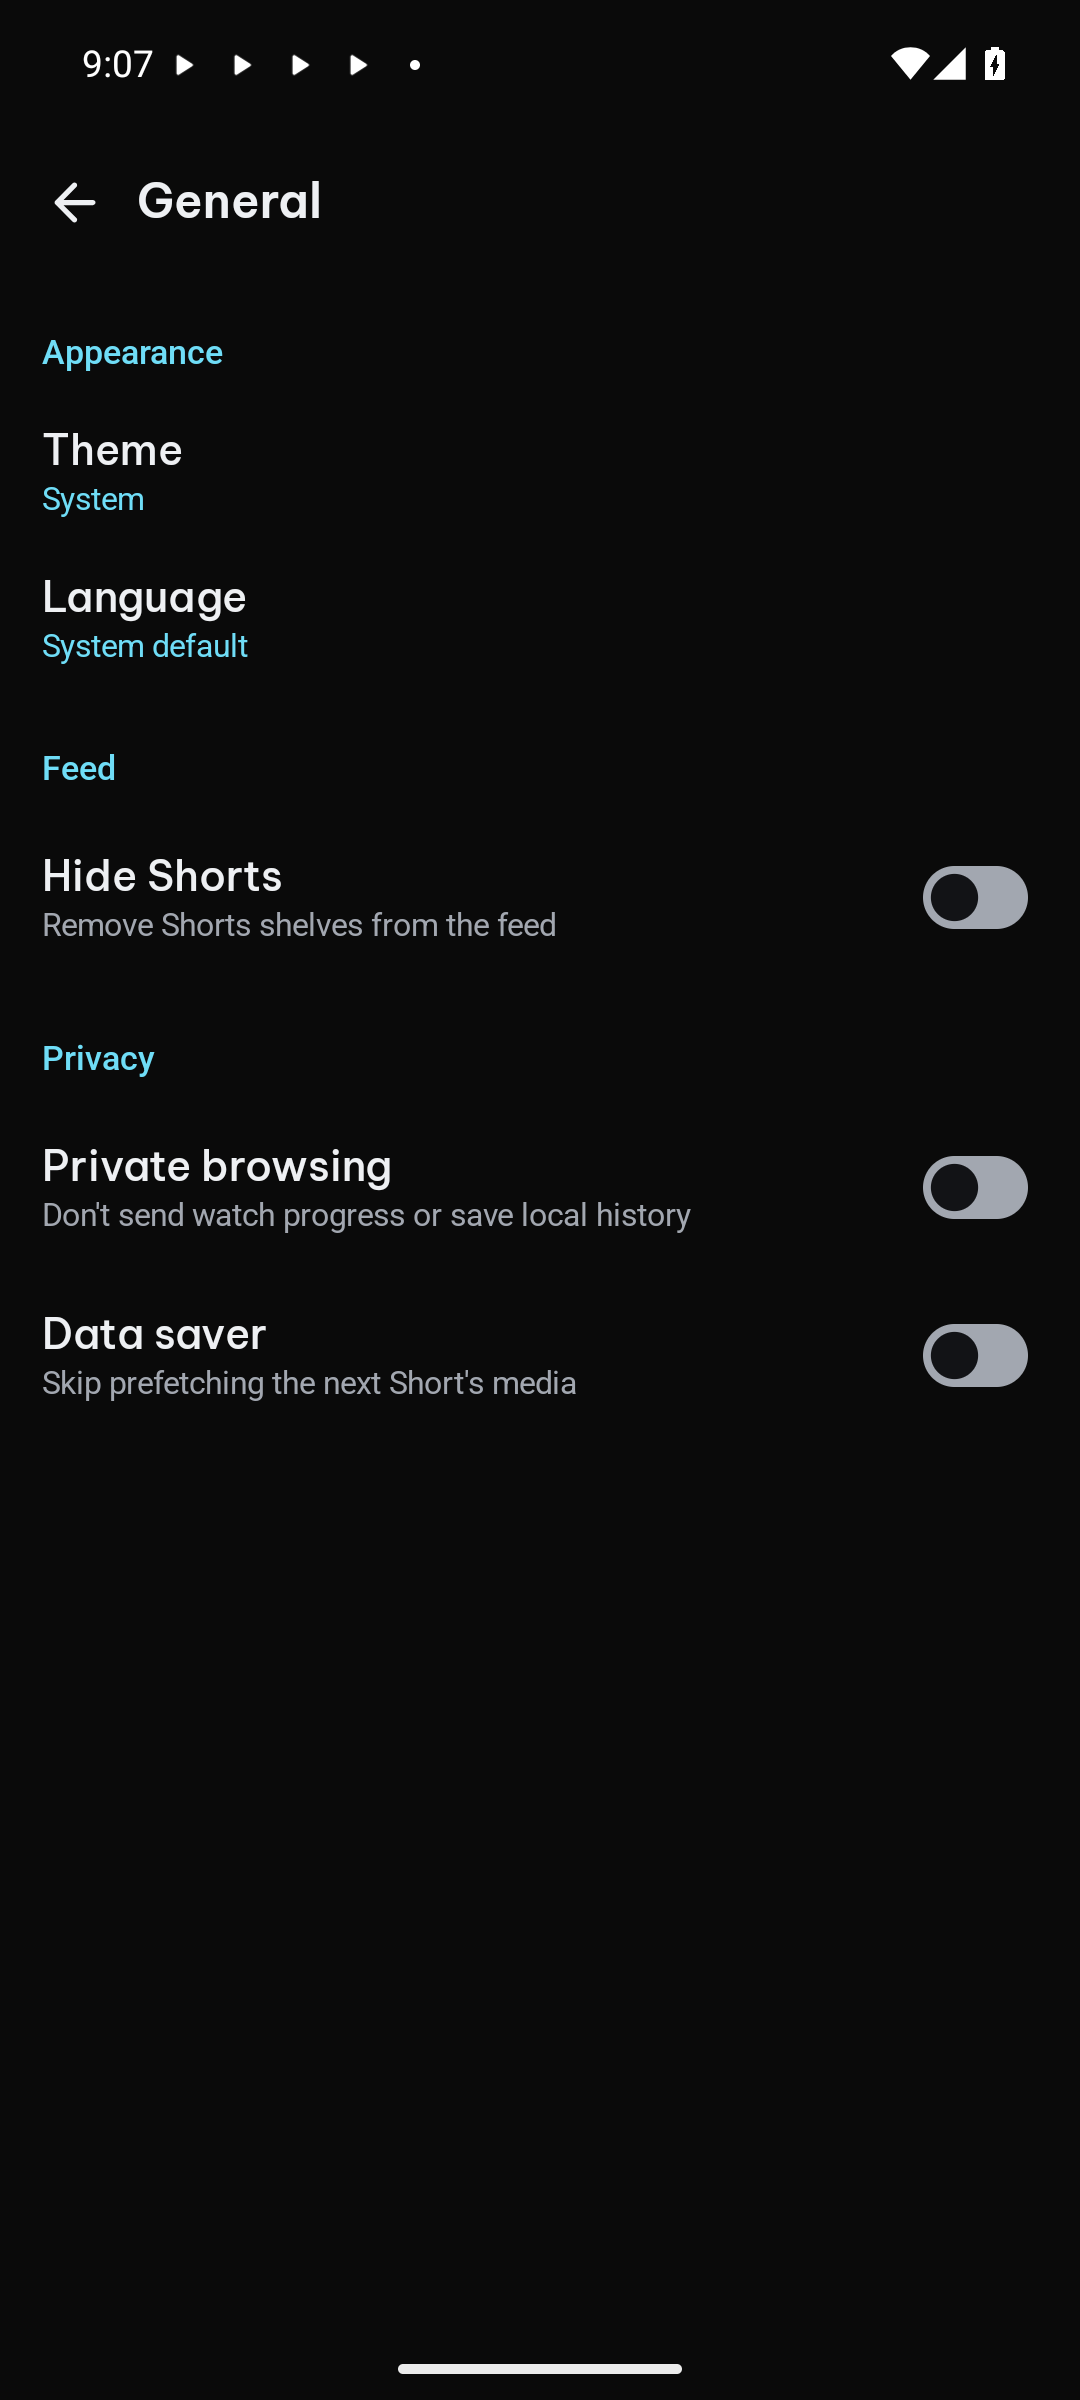 9:07
General
Appearance
Theme
System
Language
System default
Feed
Hide Shorts
Remove Shorts shelves from the feed
Privacy
Private browsing
Don't send watch progress or save local history
Data saver
Skip prefetching the next Short's media